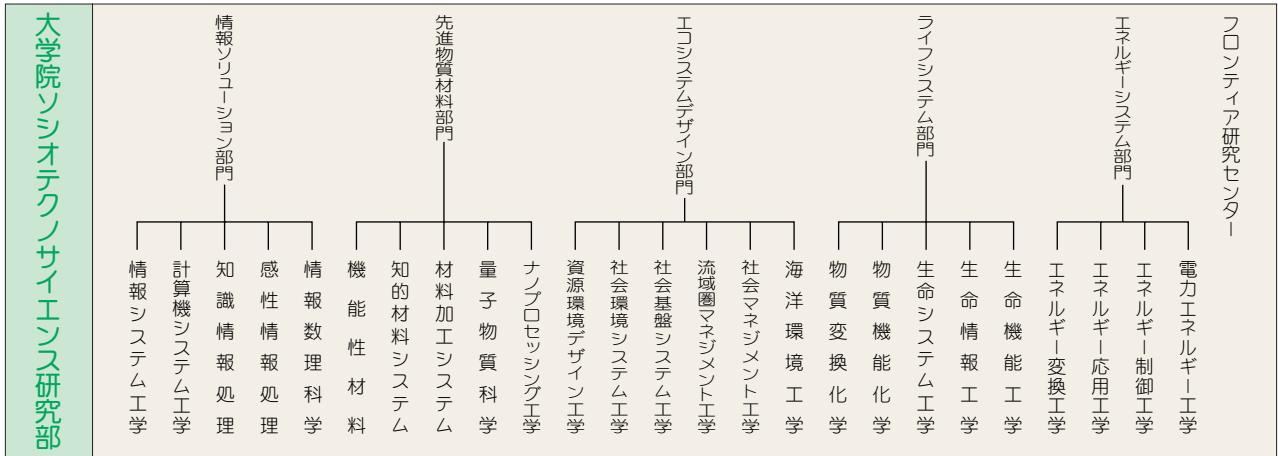 大学院ソシオテクノサイエンス研究部
情報ソリューション部門
情報システム工学
計算機システム工学
知識情報処理
感性情報処理
情報数理科学
先進物質材料部門
機能性材料
知的材料システム
材料加工システム
量子物質科学
ナノプロセッシング工学
エコシステムデザイン部門
資源環境デザイン工学
社会環境システム工学
社会基盤システム工学
流域圏マネジメント工学
社会マネジメント工学
海洋環境工学
ライフシステム部門
物質変換化学
物質機能化学
生命システム工学
生命情報工学
生命機能工学
エネルギーシステム部門
エネルギー変換工学
エネルギー応用工学
エネルギー制御工学
電力エネルギー工学
フロンティア研究センター